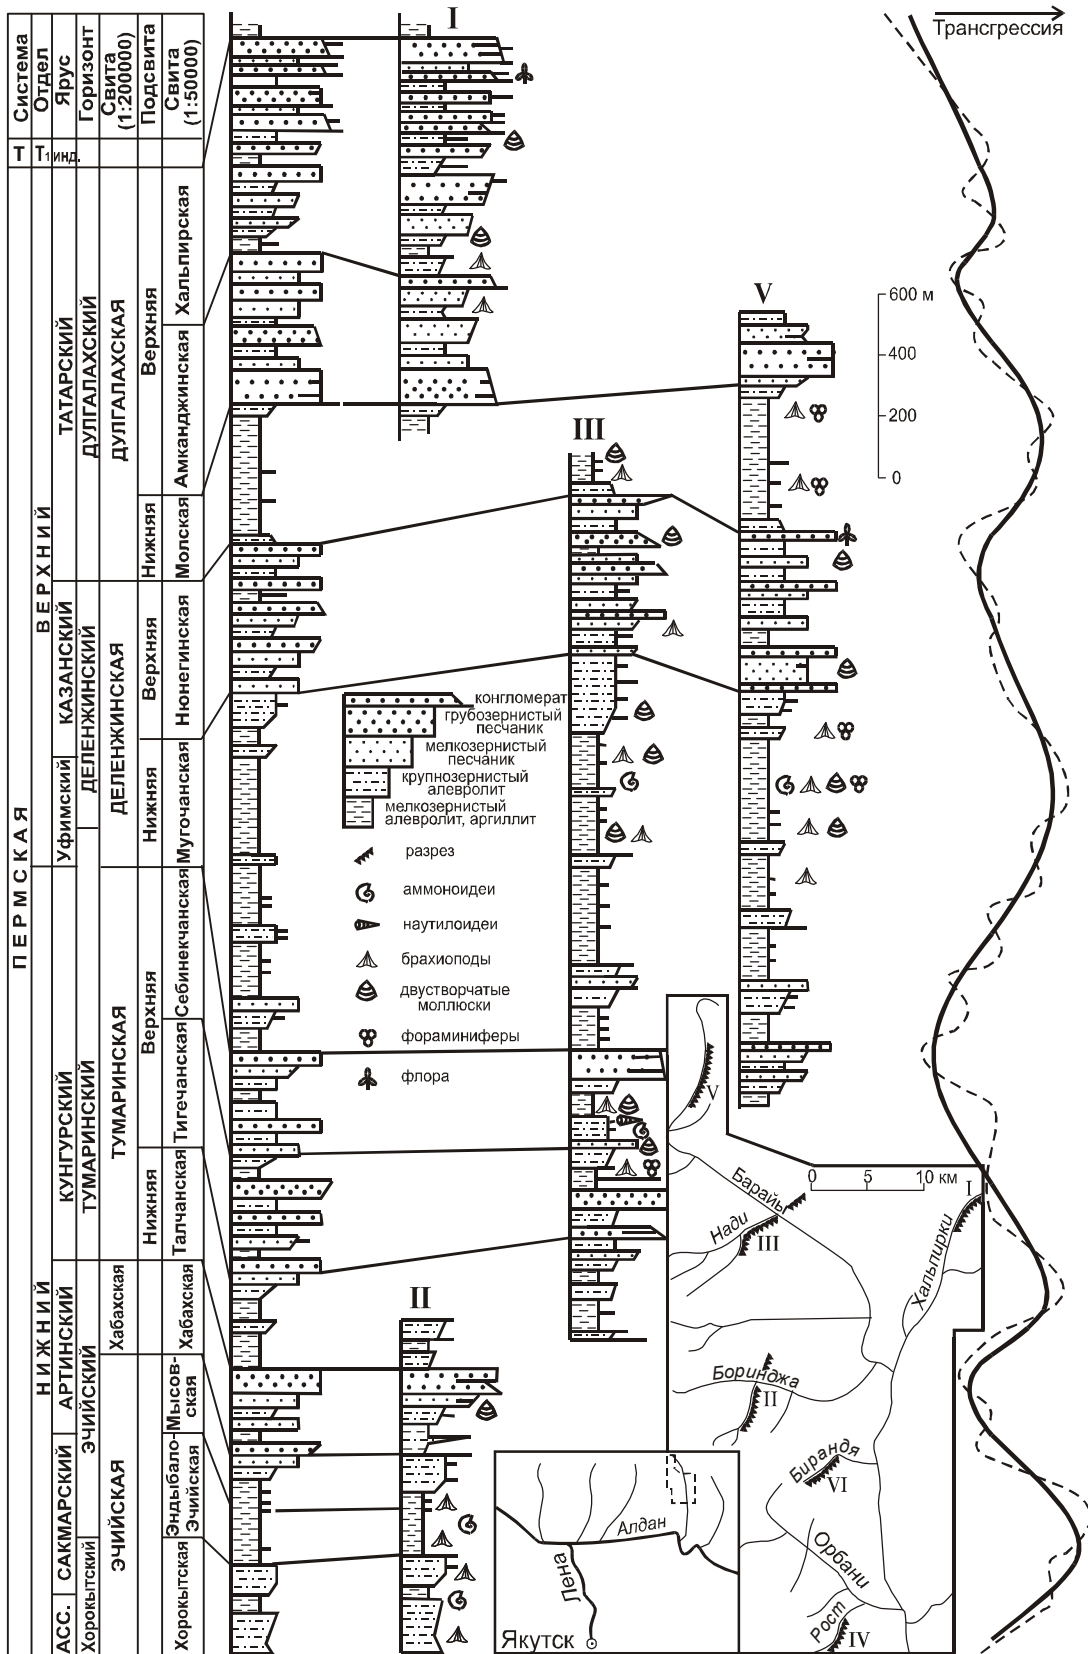 Система
Отдел
Ярус
Горизонт
Свита
(1:200000)
Подсвита
Свита
(1:50000)
Т
Т1
инд.
ПЕРМСКАЯ
ВЕРХНИЙ
НИЖНИЙ
ТАТАРСКИЙ
КАЗАНСКИЙ
Уфимский
КУНГУРСКИЙ
АРТИНСКИЙ
САКМАРСКИЙ
АСС.
ДУЛГАЛАХСКИЙ
ДЕЛЕНЖИНСКИЙ
ТУМАРИНСКИЙ
ЭЧИЙСКИЙ
Хорокытский
ДУЛГАЛАХСКАЯ
ДЕЛЕНЖИНСКАЯ
ТУМАРИНСКАЯ
Хабахская
ЭЧИЙСКАЯ
Верхняя
Нижняя
Верхняя
Нижняя
Верхняя
Нижняя
Хальпирская
Амканджинская
Молская
Нюнегинская
Мугочанская
Себинекчанская
Тигечанская
Талчанская
Хабахская
Мысов-
ская
Эндыбало-
Эчийская
Хорокытская
I
II
III
V
Трансгрессия
600 м
400
200
0
конгломерат
грубозернистый
песчаник
мелкозернистый
песчаник
крупнозернистый
алевролит
мелкозернистый
алевролит, аргиллит
разрез
аммоноидеи
наутилоидеи
брахиоподы
двустворчатые
моллюски
фораминиферы
флора
V
0 5 10 км
I
Барайы
Нади
III
Хальпирки
Боринджа
II
Бирандя
VI
Орбани
Рост
IV
Алдан
Лена
Якутск